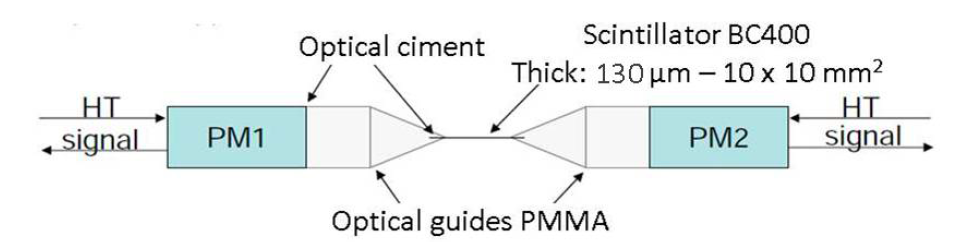 Optical ciment
Scintillator BC400
Thick: 130 µm – 10 x 10 mm²
HT
signal
PM1
PM2
HT
signal
Optical guides PMMA